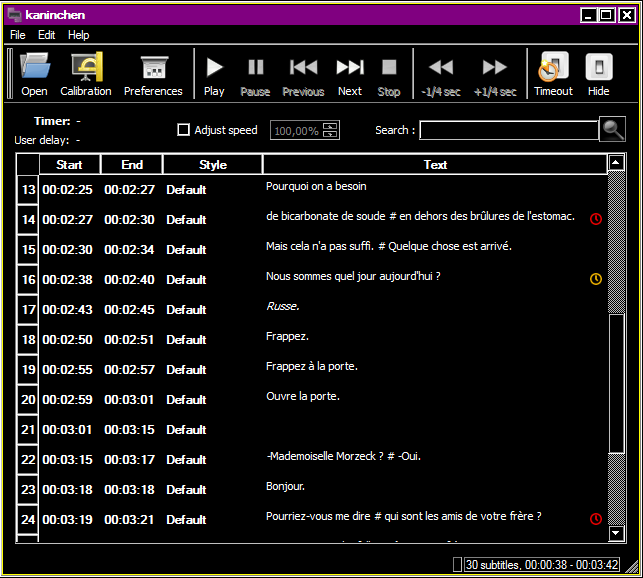 kaninchen
File Edit Help
Open Calibration Preferences Play Pause Previous Next Stop -1/4 sec +1/4 sec Timeout Hide
Timer: -
User delay: -
Adjust speed 100,00% Search :
Start End Style Text
13 00:02:25 00:02:27 Default Pourquoi on a besoin
14 00:02:27 00:02:30 Default de bicarbonate de soude # en dehors des brûlures de l'estomac.
15 00:02:30 00:02:34 Default Mais cela n'a pas suffi. # Quelque chose est arrivé.
16 00:02:38 00:02:40 Default Nous sommes quel jour aujourd'hui ?
17 00:02:43 00:02:45 Default Russe.
18 00:02:50 00:02:51 Default Frappez.
19 00:02:55 00:02:57 Default Frappez à la porte.
20 00:02:59 00:03:01 Default Ouvre la porte.
21 00:03:01 00:03:15 Default
22 00:03:15 00:03:17 Default -Mademoiselle Morzeck ? # -Oui.
23 00:03:18 00:03:18 Default Bonjour.
24 00:03:19 00:03:21 Default Pourriez-vous me dire # qui sont les amis de votre frère ?
30 subtitles, 00:00:38 - 00:03:42